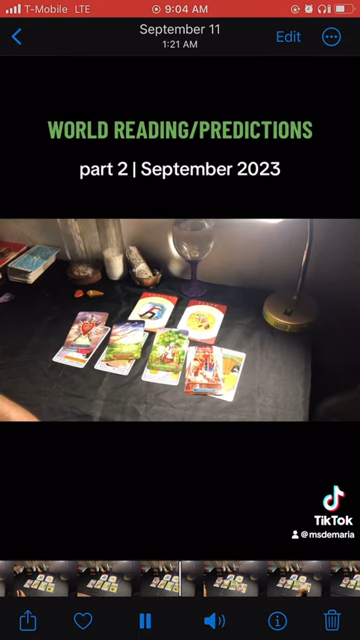 T-Mobile LTE
9:04 AM
September 11
1:21 AM
Edit
WORLD READING/PREDICTIONS
part 2 | September 2023
TikTok
@msdemaria